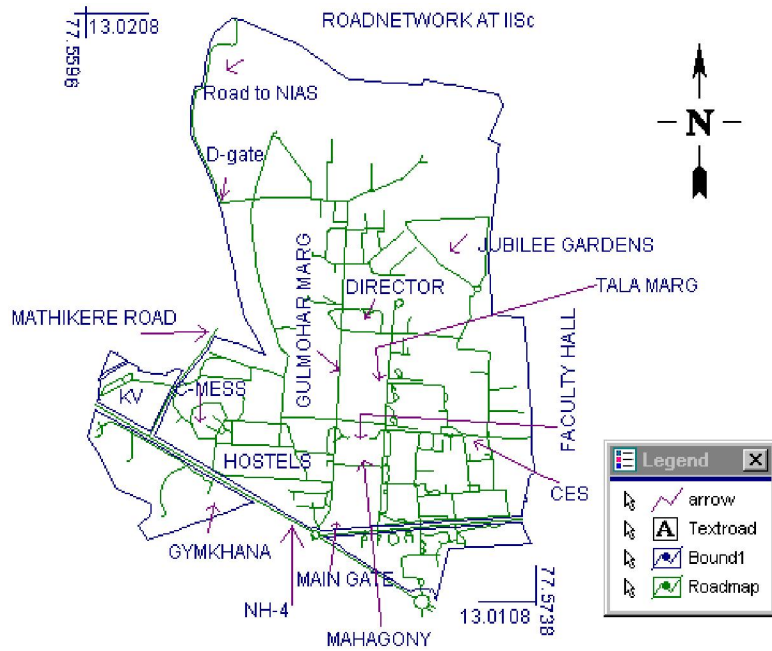 13.0208
77.5596
ROADNETWORK AT IISc
Road to NIAS
N
D-gate
JUBILEE GARDENS
GULMOHAR MARG
DIRECTOR
TALA MARG
MATHIKERE ROAD
FACULTY HALL
KV
C-MESS
HOSTELS
CES
GYMKHANA
MAIN GATE
NH-4
13.0108
77.5738
MAHAGONY
Legend
arrow
A Textroad
Bound1
Roadmap